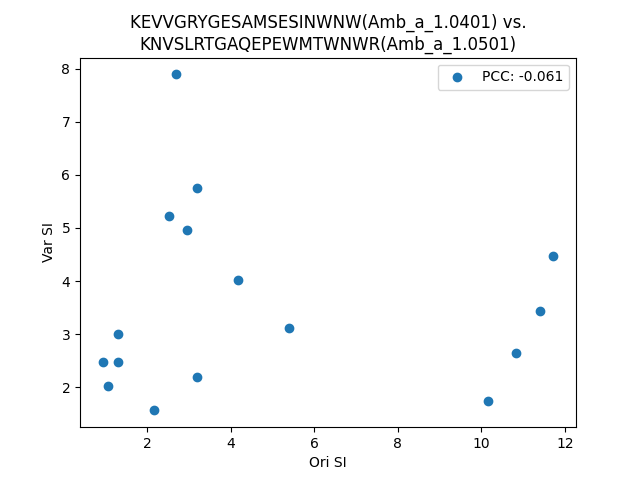 KEVVGRYGESAMSESINWNW(Amb_a_1.0401) vs.
KNVSLRTGAQEPEWMTWNWR(Amb_a_1.0501)
PCC: -0.061
8
7
6
5
4
3
2
Var SI
2 4 6 8 10 12
Ori SI